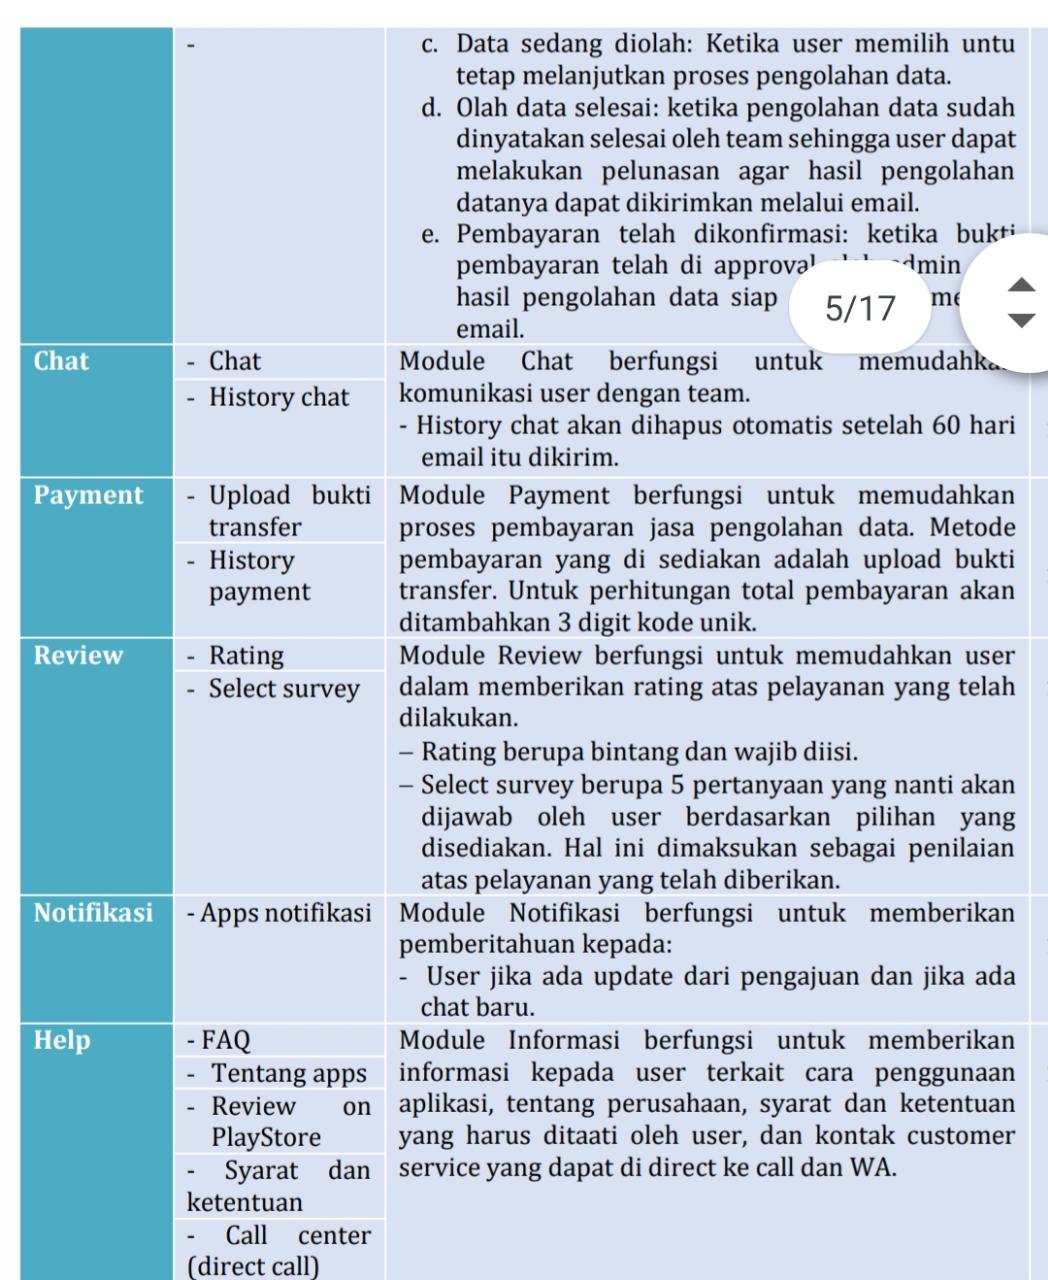 -
c. Data sedang diolah: Ketika user memilih untu
tetap melanjutkan proses pengolahan data.
d. Olah data selesai: ketika pengolahan data sudah
dinyatakan selesai oleh team sehingga user dapat
melakukan pelunasan agar hasil pengolahan
datanya dapat dikirimkan melalui email.
e. Pembayaran telah dikonfirmasi: ketika bukti
pembayaran telah di approval
hasil pengolahan data siap
email.
5/17
Chat
- Chat
- History chat
Module Chat berfungsi untuk memudahkan
komunikasi user dengan team.
- History chat akan dihapus otomatis setelah 60 hari
email itu dikirim.
Payment
- Upload bukti
transfer
- History
payment
Module Payment berfungsi untuk memudahkan
proses pembayaran jasa pengolahan data. Metode
pembayaran yang di sediakan adalah upload bukti
transfer. Untuk perhitungan total pembayaran akan
ditambahkan 3 digit kode unik.
Review
- Rating
- Select survey
Module Review berfungsi untuk memudahkan user
dalam memberikan rating atas pelayanan yang telah
dilakukan.
– Rating berupa bintang dan wajib diisi.
– Select survey berupa 5 pertanyaan yang nanti akan
dijawab oleh user berdasarkan pilihan yang
disediakan. Hal ini dimaksukan sebagai penilaian
atas pelayanan yang telah diberikan.
Notifikasi
- Apps notifikasi
Module Notifikasi berfungsi untuk memberikan
pemberitahuan kepada:
- User jika ada update dari pengajuan dan jika ada
chat baru.
Help
- FAQ
- Tentang apps
- Review on
PlayStore
- Syarat dan
ketentuan
- Call center
(direct call)
Module Informasi berfungsi untuk memberikan
informasi kepada user terkait cara penggunaan
aplikasi, tentang perusahaan, syarat dan ketentuan
yang harus ditaati oleh user, dan kontak customer
service yang dapat di direct ke call dan WA.